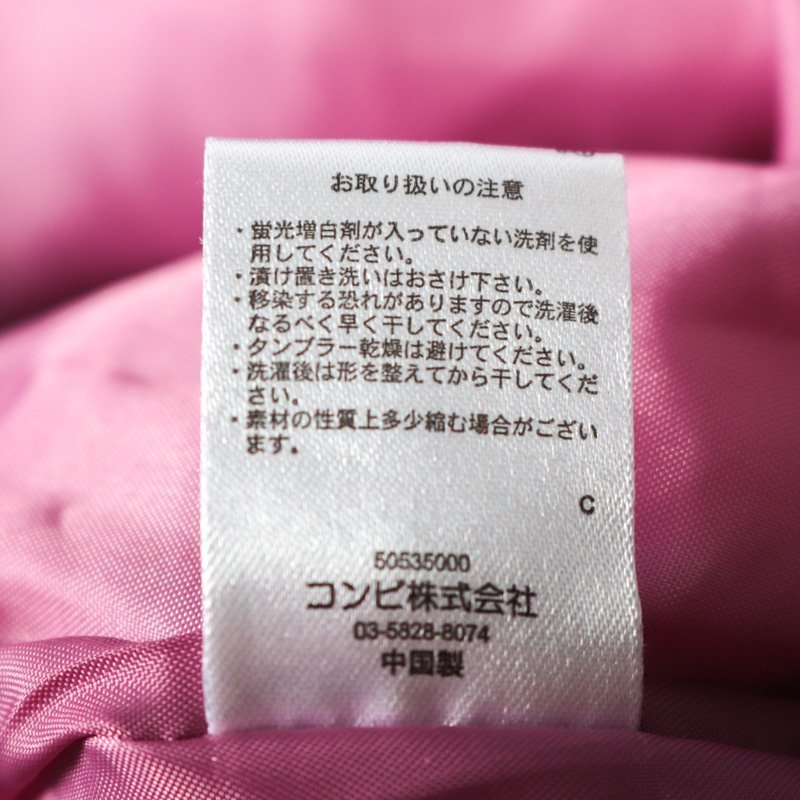 お取り扱いの注意
・蛍光増白剤が入っていない洗剤を使
用してください。
・漬け置き洗いはおさけ下さい。
・移染する恐れがありますので洗濯後
なるべく早く干してください。
・タンブラー乾燥は避けてください。
・洗濯後は形を整えてから干してくだ
さい。
・素材の性質上多少縮む場合がござい
ます。
C
50535000
コンビ株式会社
03-5828-8074
中国製